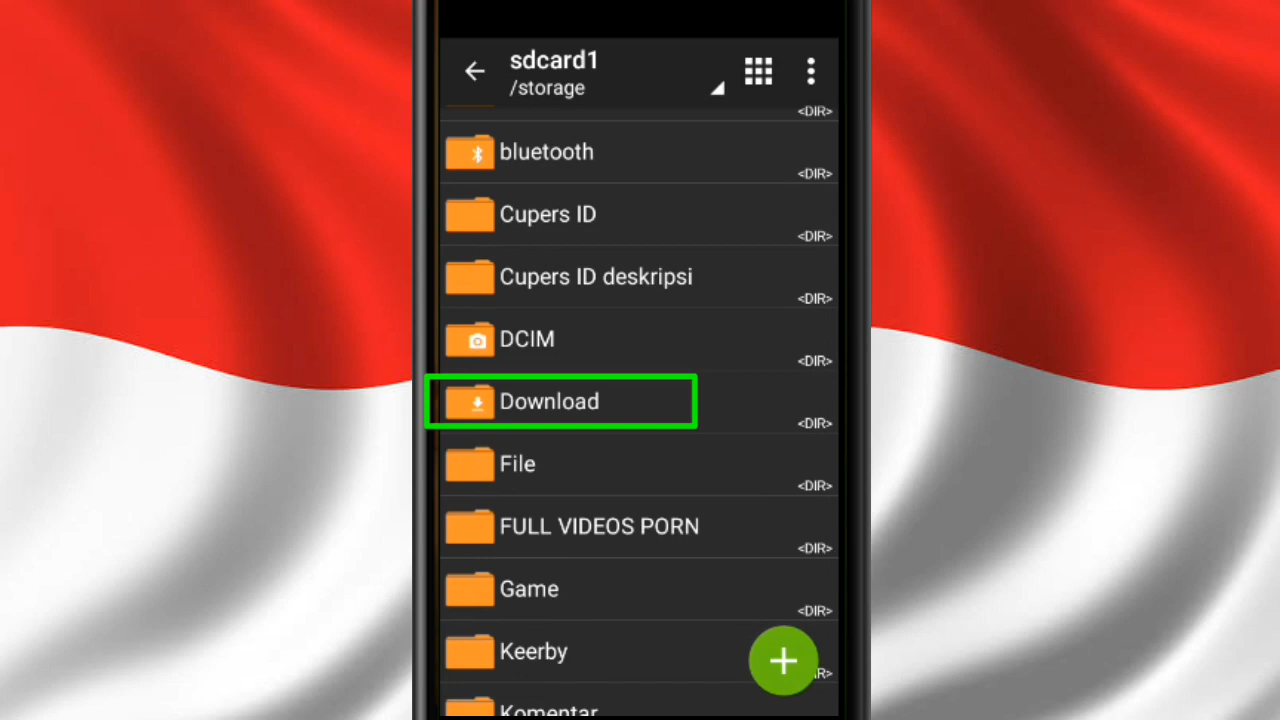 sdcard1
/storage
<DIR>
bluetooth
<DIR>
Cupers ID
<DIR>
Cupers ID deskripsi
<DIR>
DCIM
<DIR>
Download
<DIR>
File
<DIR>
FULL VIDEOS PORN
<DIR>
Game
<DIR>
Keerby
R>
Komentar